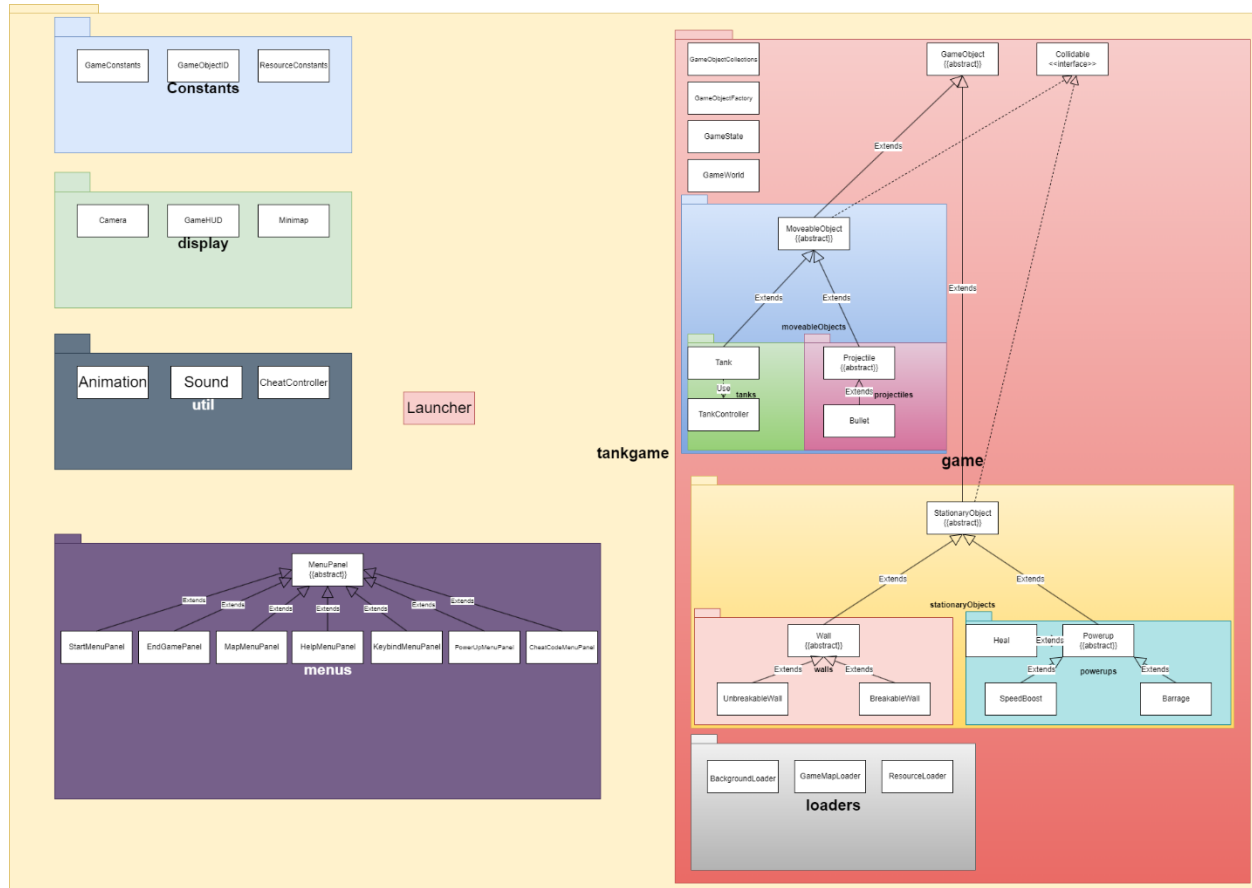 GameConstants
GameObjectID
ResourceConstants
Constants
Camera
GameHUD
Minimap
display
Animation
Sound
CheatController
util
Launcher
tankgame
MenuPanel
{{abstract}}
Extends
Extends
Extends
Extends
Extends
Extends
Extends
StartMenuPanel
EndGamePanel
MapMenuPanel
HelpMenuPanel
KeybindMenuPanel
PowerUpMenuPanel
CheatCodeMenuPanel
menus
GameObjectCollections
GameObjectFactory
GameState
GameWorld
GameObject
{{abstract}}
Collidable
<<interface>>
Extends
Extends
MoveableObject
{{abstract}}
Extends
Extends
moveableObjects
Tank
Use
tanks
TankController
Projectile
{{abstract}}
Extends
projectiles
Bullet
game
StationaryObject
{{abstract}}
Extends
Extends
stationaryObjects
Wall
{{abstract}}
walls
Extends
Extends
UnbreakableWall
BreakableWall
Heal
Extends
Powerup
{{abstract}}
Extends
powerups
Extends
SpeedBoost
Barrage
BackgroundLoader
GameMapLoader
ResourceLoader
loaders